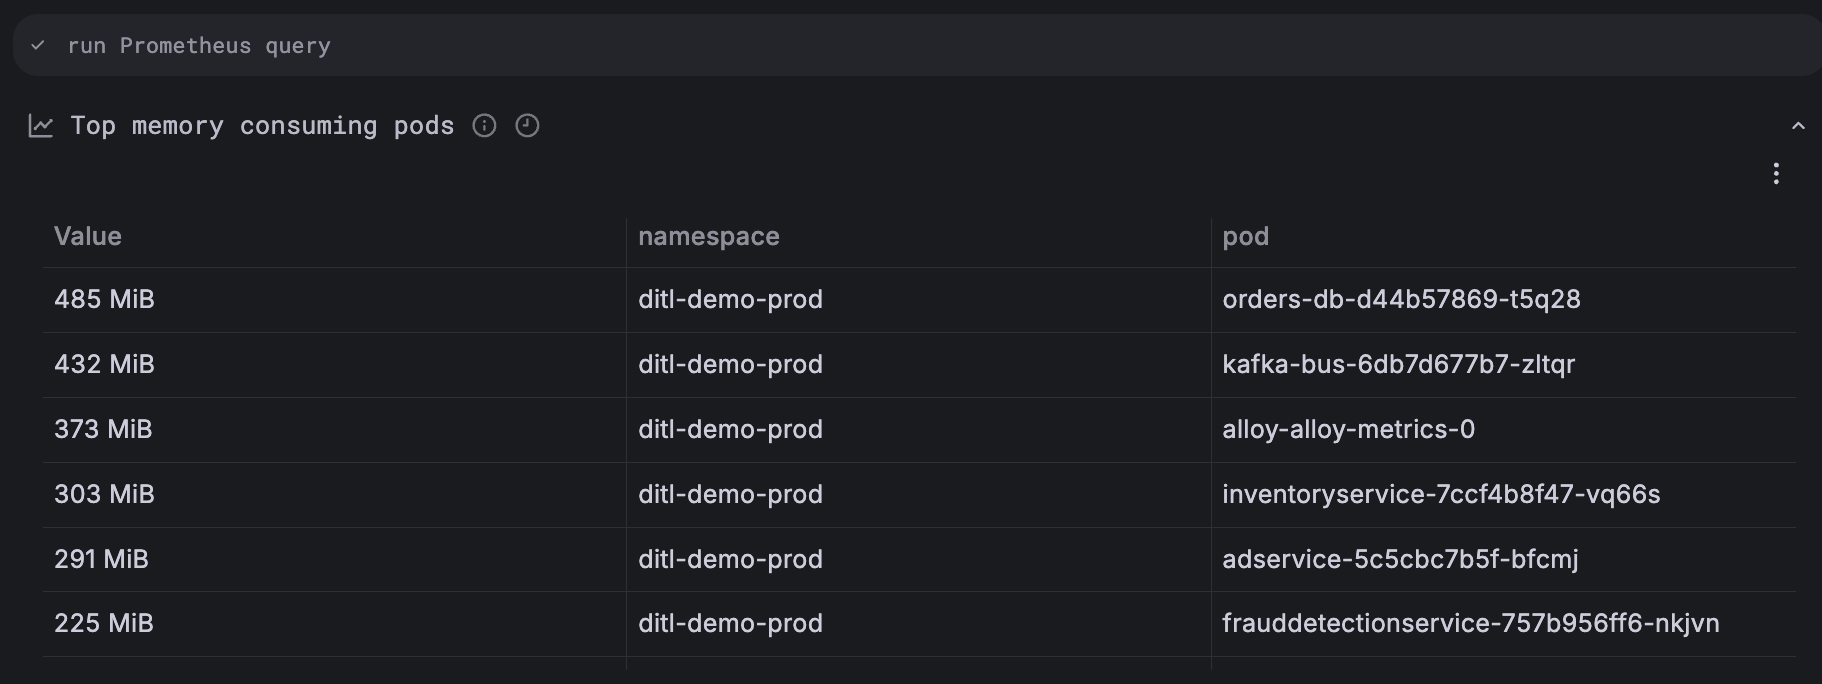 run Prometheus query
Top memory consuming pods
Value namespace pod
485 MiB ditl-demo-prod orders-db-d44b57869-t5q28
432 MiB ditl-demo-prod kafka-bus-6db7d677b7-zltqr
373 MiB ditl-demo-prod alloy-alloy-metrics-0
303 MiB ditl-demo-prod inventoryservice-7ccf4b8f47-vq66s
291 MiB ditl-demo-prod adservice-5c5cbc7b5f-bfcmj
225 MiB ditl-demo-prod frauddetectionservice-757b956ff6-nkjvn